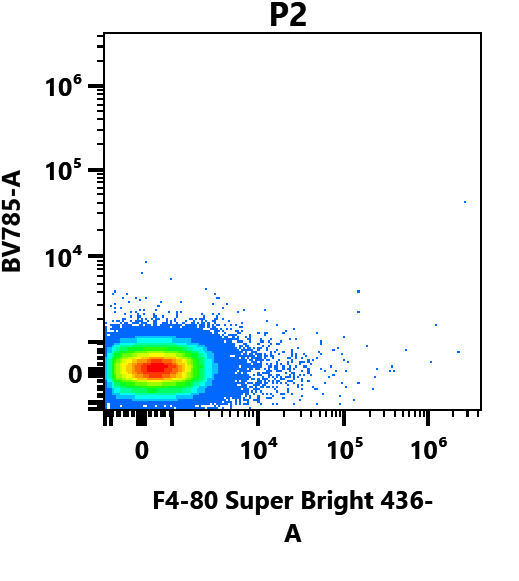 P2
BV785-A
10⁶
10⁵
10⁴
0
0
10⁴
10⁵
10⁶
F4-80 Super Bright 436-
A